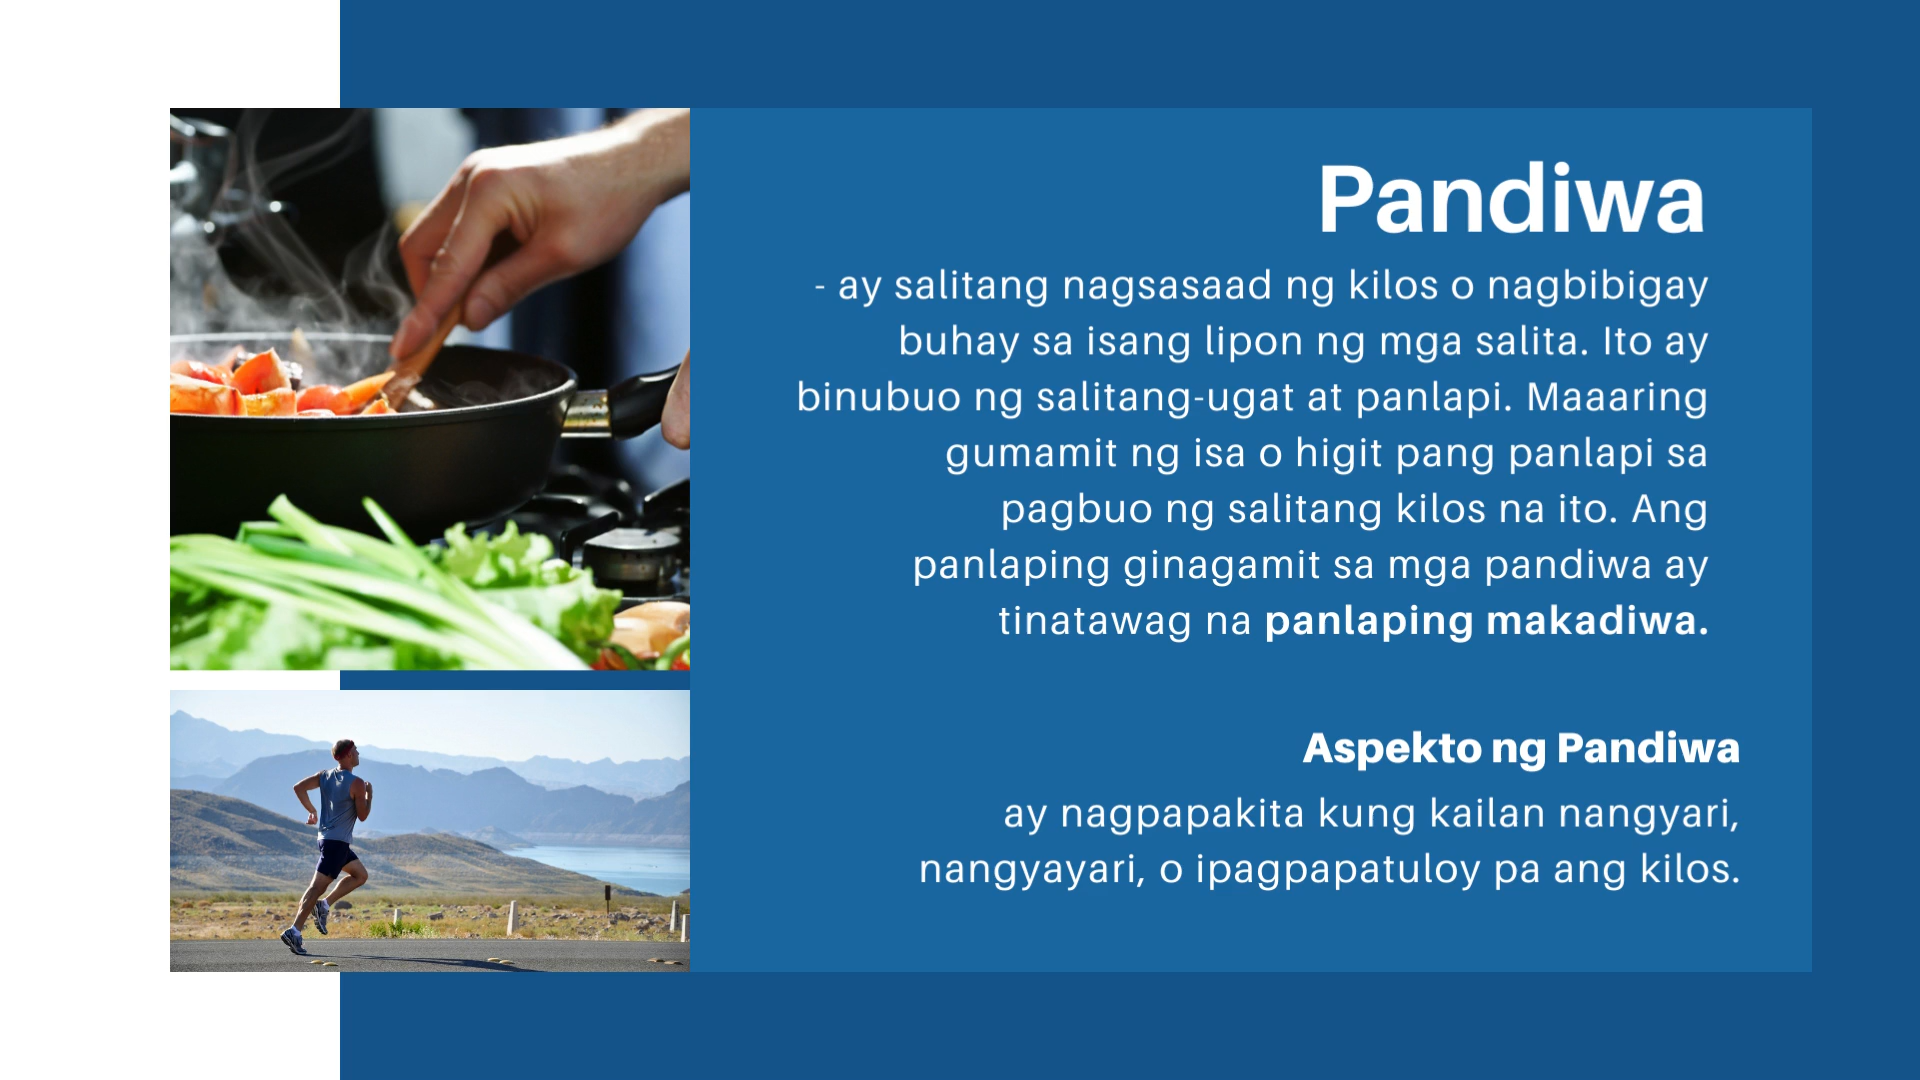 Pandiwa
- ay salitang nagsasaad ng kilos o nagbibigay
buhay sa isang lipon ng mga salita. Ito ay
binubuo ng salitang-ugat at panlapi. Maaaring
gumamit ng isa o higit pang panlapi sa
pagbuo ng salitang kilos na ito. Ang
panlaping ginagamit sa mga pandiwa ay
tinatawag na panlaping makadiwa.
Aspekto ng Pandiwa
ay nagpapakita kung kailan nangyari,
nangyayari, o ipagpapatuloy pa ang kilos.